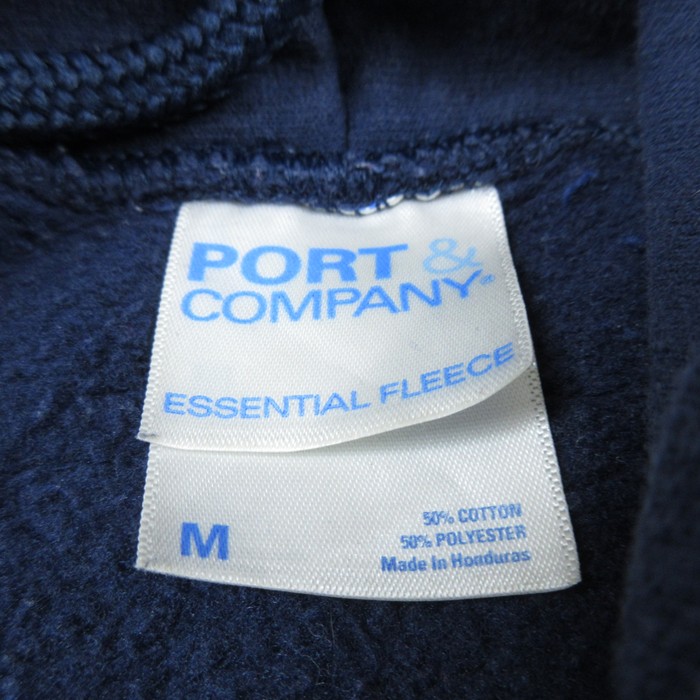 PORT &
COMPANY®
ESSENTIAL FLEECE
M
50% COTTON
50% POLYESTER
Made in Honduras